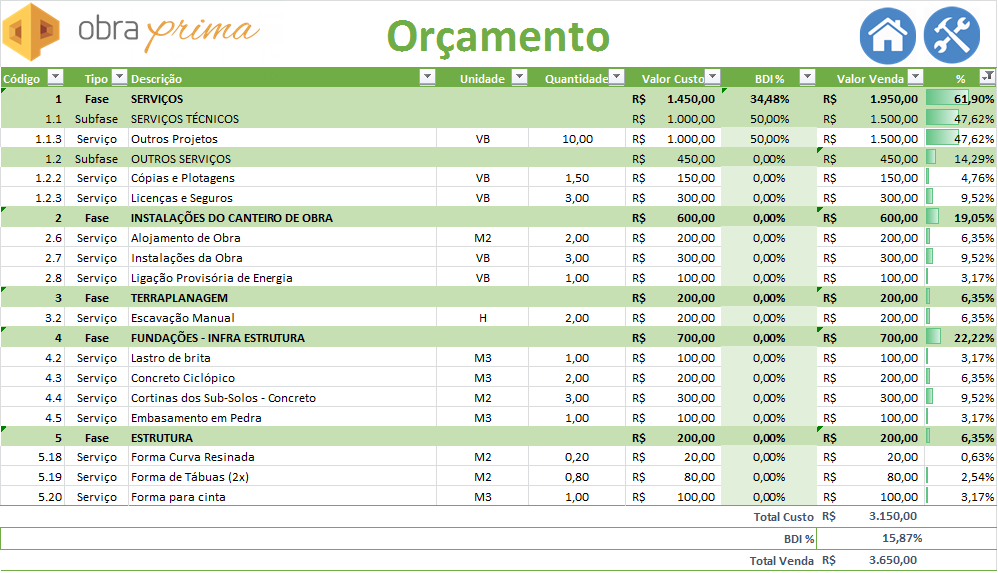 obra prima
Orçamento
Código Tipo Descrição Unidade Quantidade Valor Custo BDI % Valor Venda %
1 Fase SERVIÇOS R$ 1.450,00 34,48% R$ 1.950,00 61,90%
1.1 Subfase SERVIÇOS TÉCNICOS R$ 1.000,00 50,00% R$ 1.500,00 47,62%
1.1.3 Serviço Outros Projetos VB 10,00 R$ 1.000,00 50,00% R$ 1.500,00 47,62%
1.2 Subfase OUTROS SERVIÇOS R$ 450,00 0,00% R$ 450,00 14,29%
1.2.2 Serviço Cópias e Plotagens VB 1,50 R$ 150,00 0,00% R$ 150,00 4,76%
1.2.3 Serviço Licenças e Seguros VB 3,00 R$ 300,00 0,00% R$ 300,00 9,52%
2 Fase INSTALAÇÕES DO CANTEIRO DE OBRA R$ 600,00 0,00% R$ 600,00 19,05%
2.6 Serviço Alojamento de Obra M2 2,00 R$ 200,00 0,00% R$ 200,00 6,35%
2.7 Serviço Instalações da Obra VB 3,00 R$ 300,00 0,00% R$ 300,00 9,52%
2.8 Serviço Ligação Provisória de Energia VB 1,00 R$ 100,00 0,00% R$ 100,00 3,17%
3 Fase TERRAPLANAGEM R$ 200,00 0,00% R$ 200,00 6,35%
3.2 Serviço Escavação Manual H 2,00 R$ 200,00 0,00% R$ 200,00 6,35%
4 Fase FUNDAÇÕES - INFRA ESTRUTURA R$ 700,00 0,00% R$ 700,00 22,22%
4.2 Serviço Lastro de brita M3 1,00 R$ 100,00 0,00% R$ 100,00 3,17%
4.3 Serviço Concreto Ciclópico M3 2,00 R$ 200,00 0,00% R$ 200,00 6,35%
4.4 Serviço Cortinas dos Sub-Solos - Concreto M2 3,00 R$ 300,00 0,00% R$ 300,00 9,52%
4.5 Serviço Embasamento em Pedra M3 1,00 R$ 100,00 0,00% R$ 100,00 3,17%
5 Fase ESTRUTURA R$ 200,00 0,00% R$ 200,00 6,35%
5.18 Serviço Forma Curva Resinada M2 0,20 R$ 20,00 0,00% R$ 20,00 0,63%
5.19 Serviço Forma de Tábuas (2x) M2 0,80 R$ 80,00 0,00% R$ 80,00 2,54%
5.20 Serviço Forma para cinta M3 1,00 R$ 100,00 0,00% R$ 100,00 3,17%
Total Custo R$ 3.150,00
BDI % 15,87%
Total Venda R$ 3.650,00